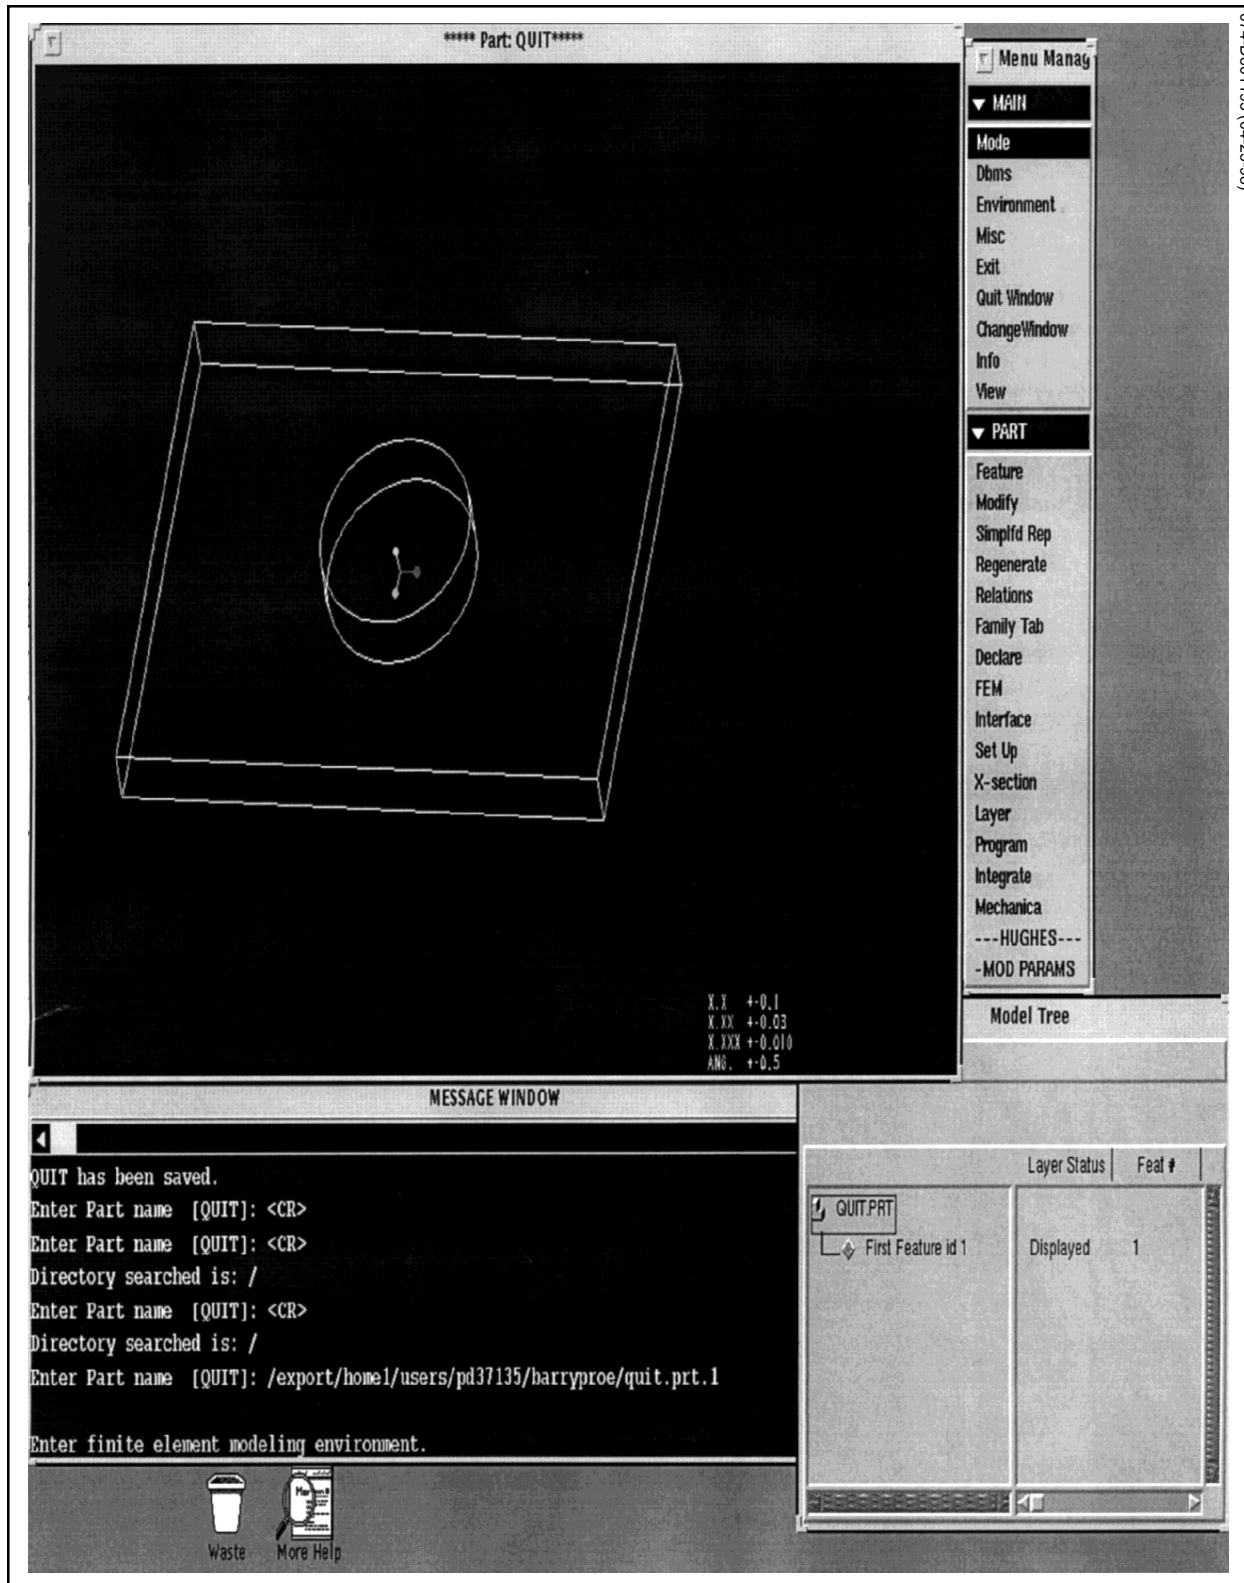 ***** Part: QUIT*****
Menu Manag
MAIN
Mode
Dbms
Environment
Misc
Exit
Quit Window
ChangeWindow
Info
View
PART
Feature
Modify
Simplfd Rep
Regenerate
Relations
Family Tab
Declare
FEM
Interface
Set Up
X-section
Layer
Program
Integrate
Mechanica
---HUGHES---
-MOD PARAMS
X.X +-0.1
X.XX +-0.03
X.XXX +-0.010
ANG. +-0.5
Model Tree
MESSAGE WINDOW
QUIT has been saved.
Enter Part name [QUIT]: <CR>
Enter Part name [QUIT]: <CR>
Directory searched is: /
Enter Part name [QUIT]: <CR>
Directory searched is: /
Enter Part name [QUIT]: /export/home1/users/pd37135/barryproe/quit.prt.1
Enter finite element modeling environment.
Layer Status Feat #
QUIT.PRT
First Feature id 1 Displayed 1
Waste
More Help